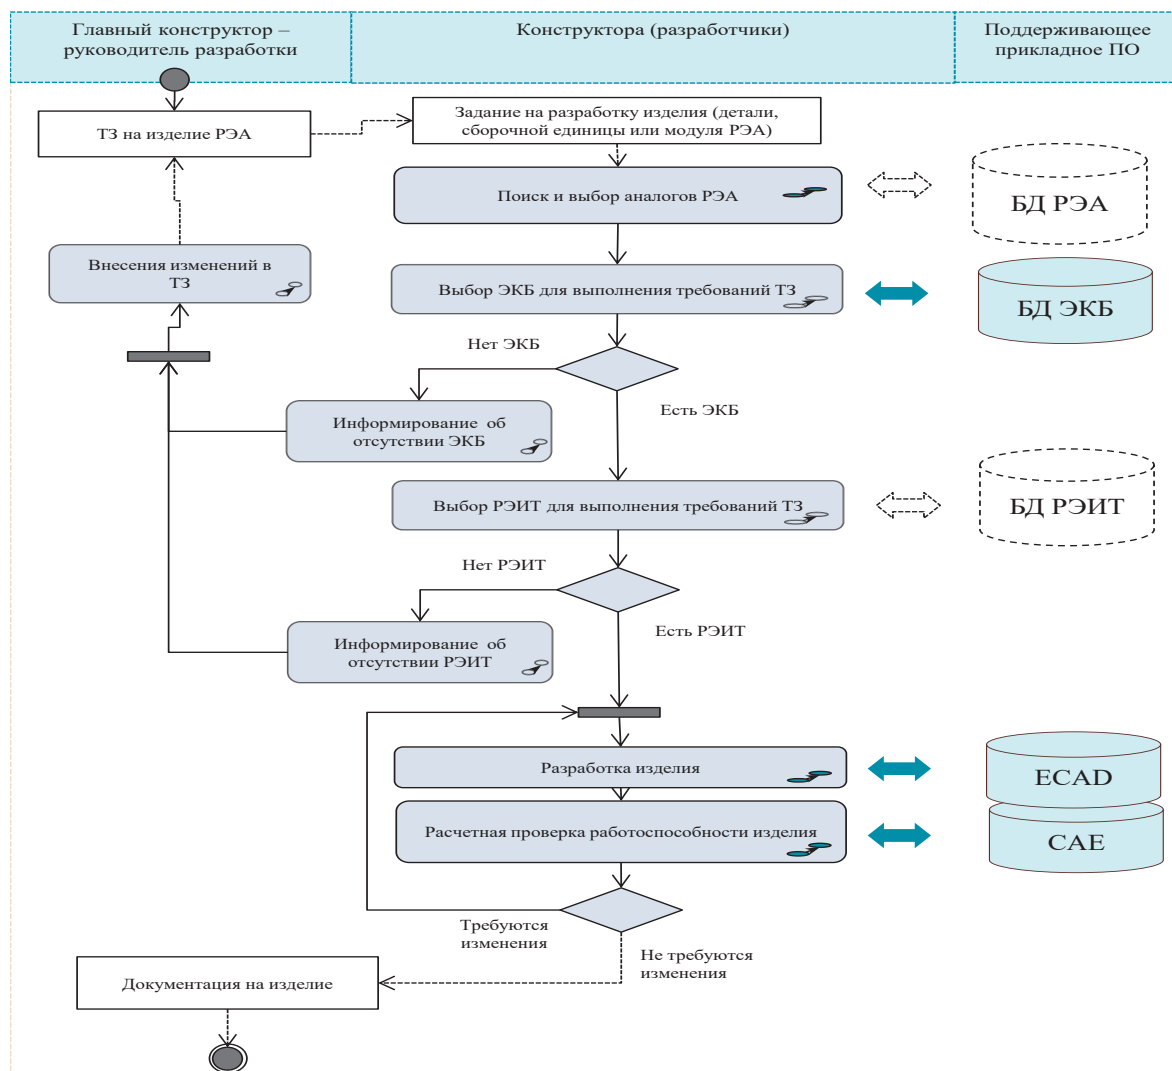 Главный конструктор –
руководитель разработки
Конструктора (разработчики)
Поддерживающее
прикладное ПО
ТЗ на изделие РЭА
Задание на разработку изделия (детали,
сборочной единицы или модуля РЭА)
Поиск и выбор аналогов РЭА
БД РЭА
Внесения изменений в
ТЗ
Выбор ЭКБ для выполнения требований ТЗ
БД ЭКБ
Нет ЭКБ
Есть ЭКБ
Информирование об
отсутствии ЭКБ
Выбор РЭИТ для выполнения требований ТЗ
БД РЭИТ
Нет РЭИТ
Есть РЭИТ
Информирование об
отсутствии РЭИТ
Разработка изделия
ECAD
Расчетная проверка работоспособности изделия
CAE
Требуются
изменения
Не требуются
изменения
Документация на изделие